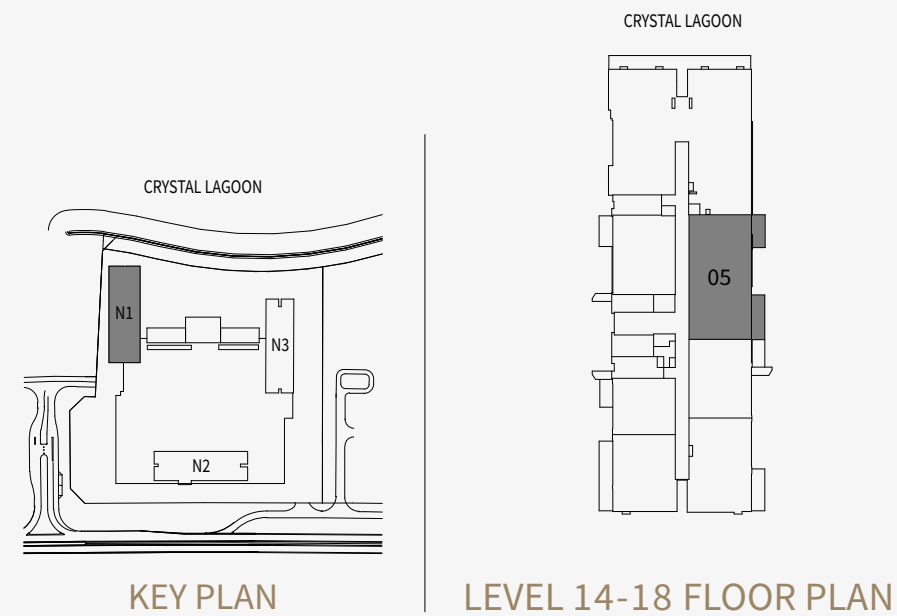 CRYSTAL LAGOON
N1
N3
N2
KEY PLAN
CRYSTAL LAGOON
05
LEVEL 14-18 FLOOR PLAN